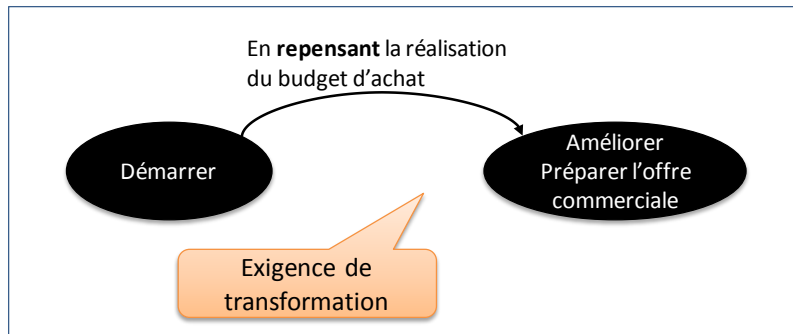 En repensant la réalisation
du budget d’achat
Démarrer
Améliorer
Préparer l’offre
commerciale
Exigence de
transformation